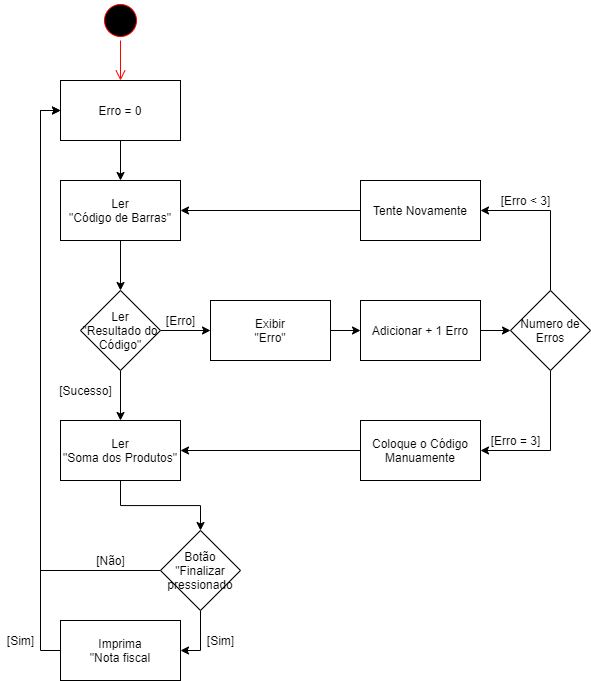 Erro = 0
Ler
"Código de Barras"
Tente Novamente
[Erro < 3]
Ler
"Resultado do
Código"
[Erro]
Exibir
"Erro"
Adicionar + 1 Erro
Numero de
Erros
[Sucesso]
Ler
"Soma dos Produtos"
Coloque o Código
Manuamente
[Erro = 3]
Botão
"Finalizar
pressionado
[Não]
[Sim]
Imprima
"Nota fiscal
[Sim]